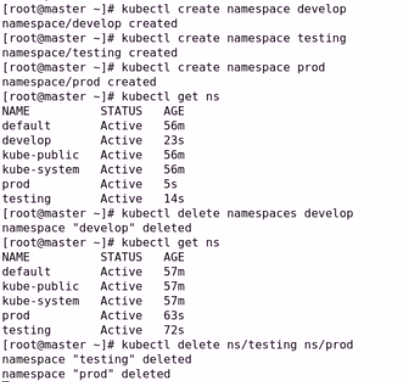 [root@master ~]# kubectl create namespace develop
namespace/develop created
[root@master ~]# kubectl create namespace testing
namespace/testing created
[root@master ~]# kubectl create namespace prod
namespace/prod created
[root@master ~]# kubectl get ns
NAME STATUS AGE
default Active 56m
develop Active 23s
kube-public Active 56m
kube-system Active 56m
prod Active 5s
testing Active 14s
[root@master ~]# kubectl delete namespaces develop
namespace "develop" deleted
[root@master ~]# kubectl get ns
NAME STATUS AGE
default Active 57m
kube-public Active 57m
kube-system Active 57m
prod Active 63s
testing Active 72s
[root@master ~]# kubectl delete ns/testing ns/prod
namespace "testing" deleted
namespace "prod" deleted